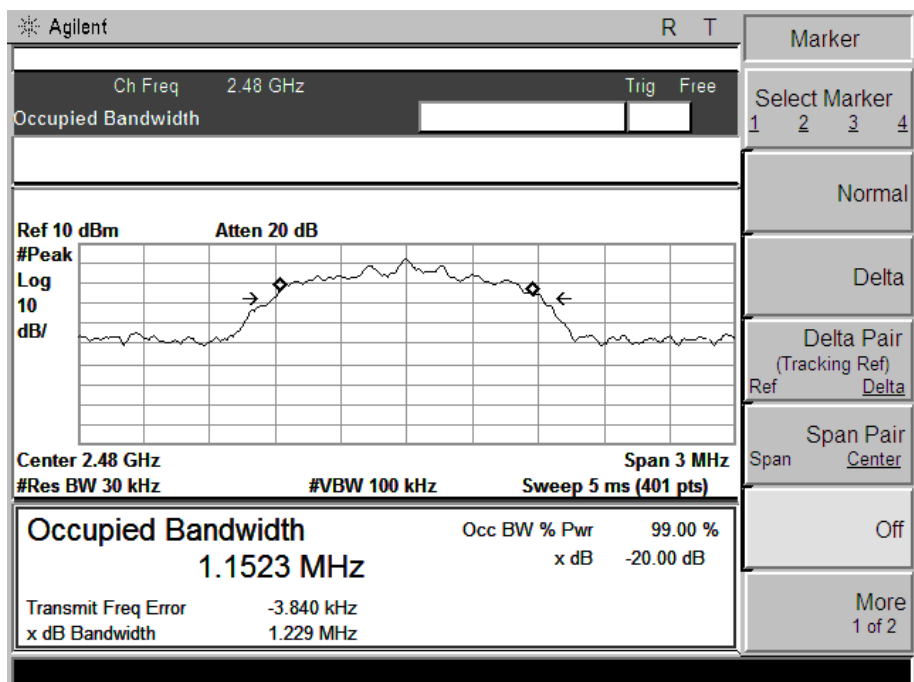 Agilent R T
Ch Freq 2.48 GHz Trig Free
Occupied Bandwidth
Ref 10 dBm Atten 20 dB
#Peak
Log
10
dB/
Center 2.48 GHz Span 3 MHz
#Res BW 30 kHz #VBW 100 kHz Sweep 5 ms (401 pts)
Occupied Bandwidth
1.1523 MHz
Occ BW % Pwr 99.00 %
x dB -20.00 dB
Transmit Freq Error -3.840 kHz
x dB Bandwidth 1.229 MHz
Marker
Select Marker
1 2 3 4
Normal
Delta
Delta Pair
(Tracking Ref)
Ref Delta
Span Pair
Span Center
Off
More
1 of 2